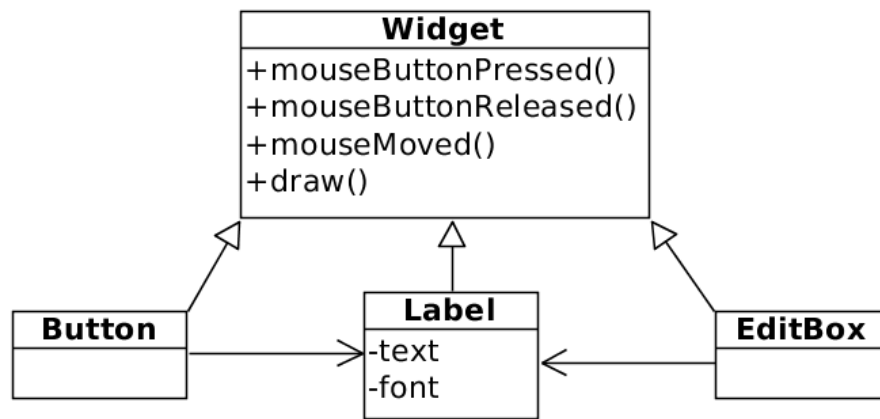 Widget
+mouseButtonPressed()
+mouseButtonReleased()
+mouseMoved()
+draw()
Button
Label
-text
-font
EditBox